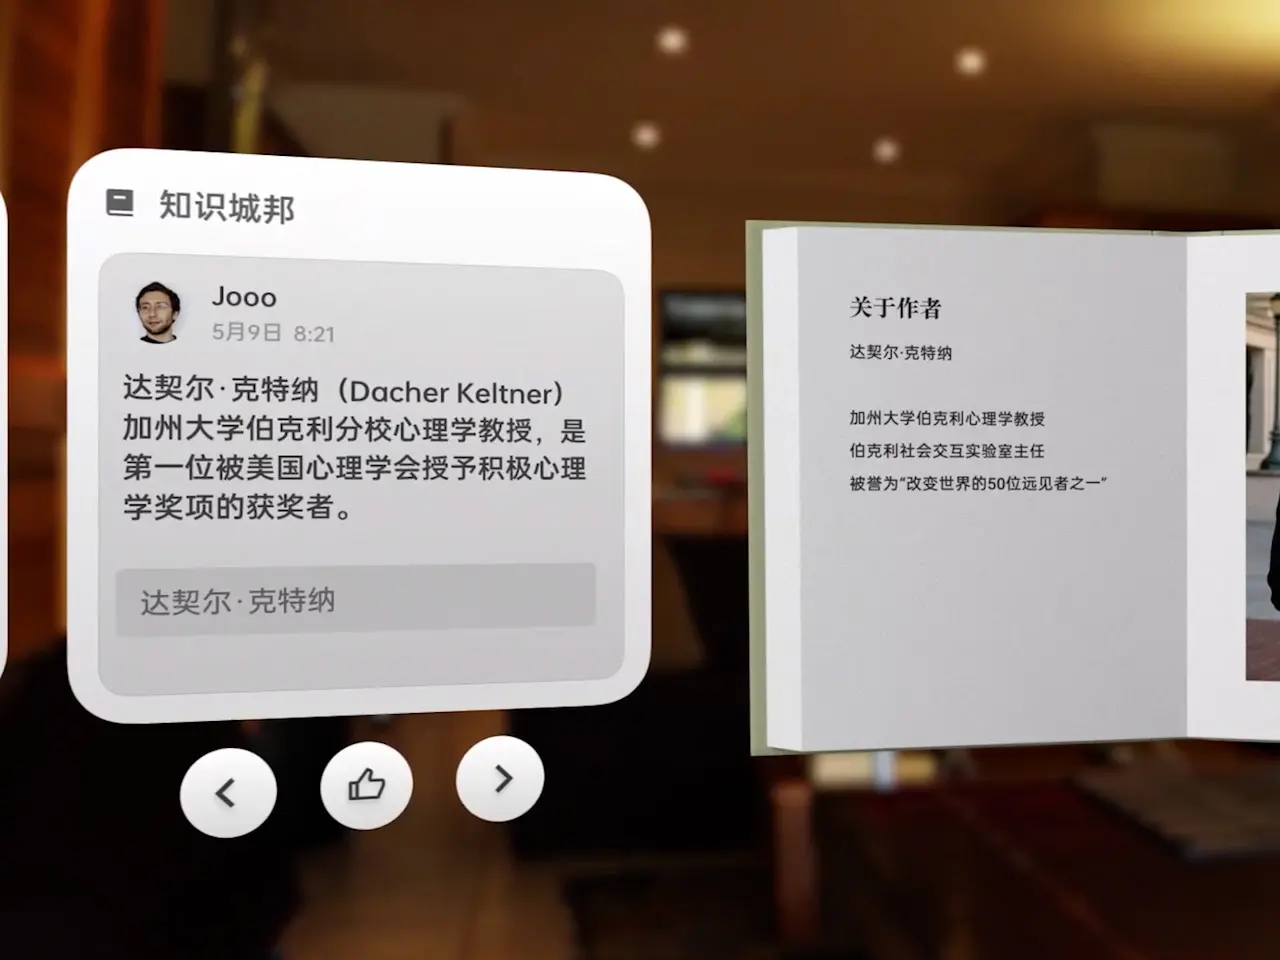 知识城邦
Jooo
5月9日 8:21
达契尔·克特纳（Dacher Keltner）
加州大学伯克利分校心理学教授，是
第一位被美国心理学会授予积极心理
学奖项的获奖者。
达契尔·克特纳
关于作者
达契尔·克特纳
加州大学伯克利心理学教授
伯克利社会交互实验室主任
被誉为“改变世界的50位远见者之一”